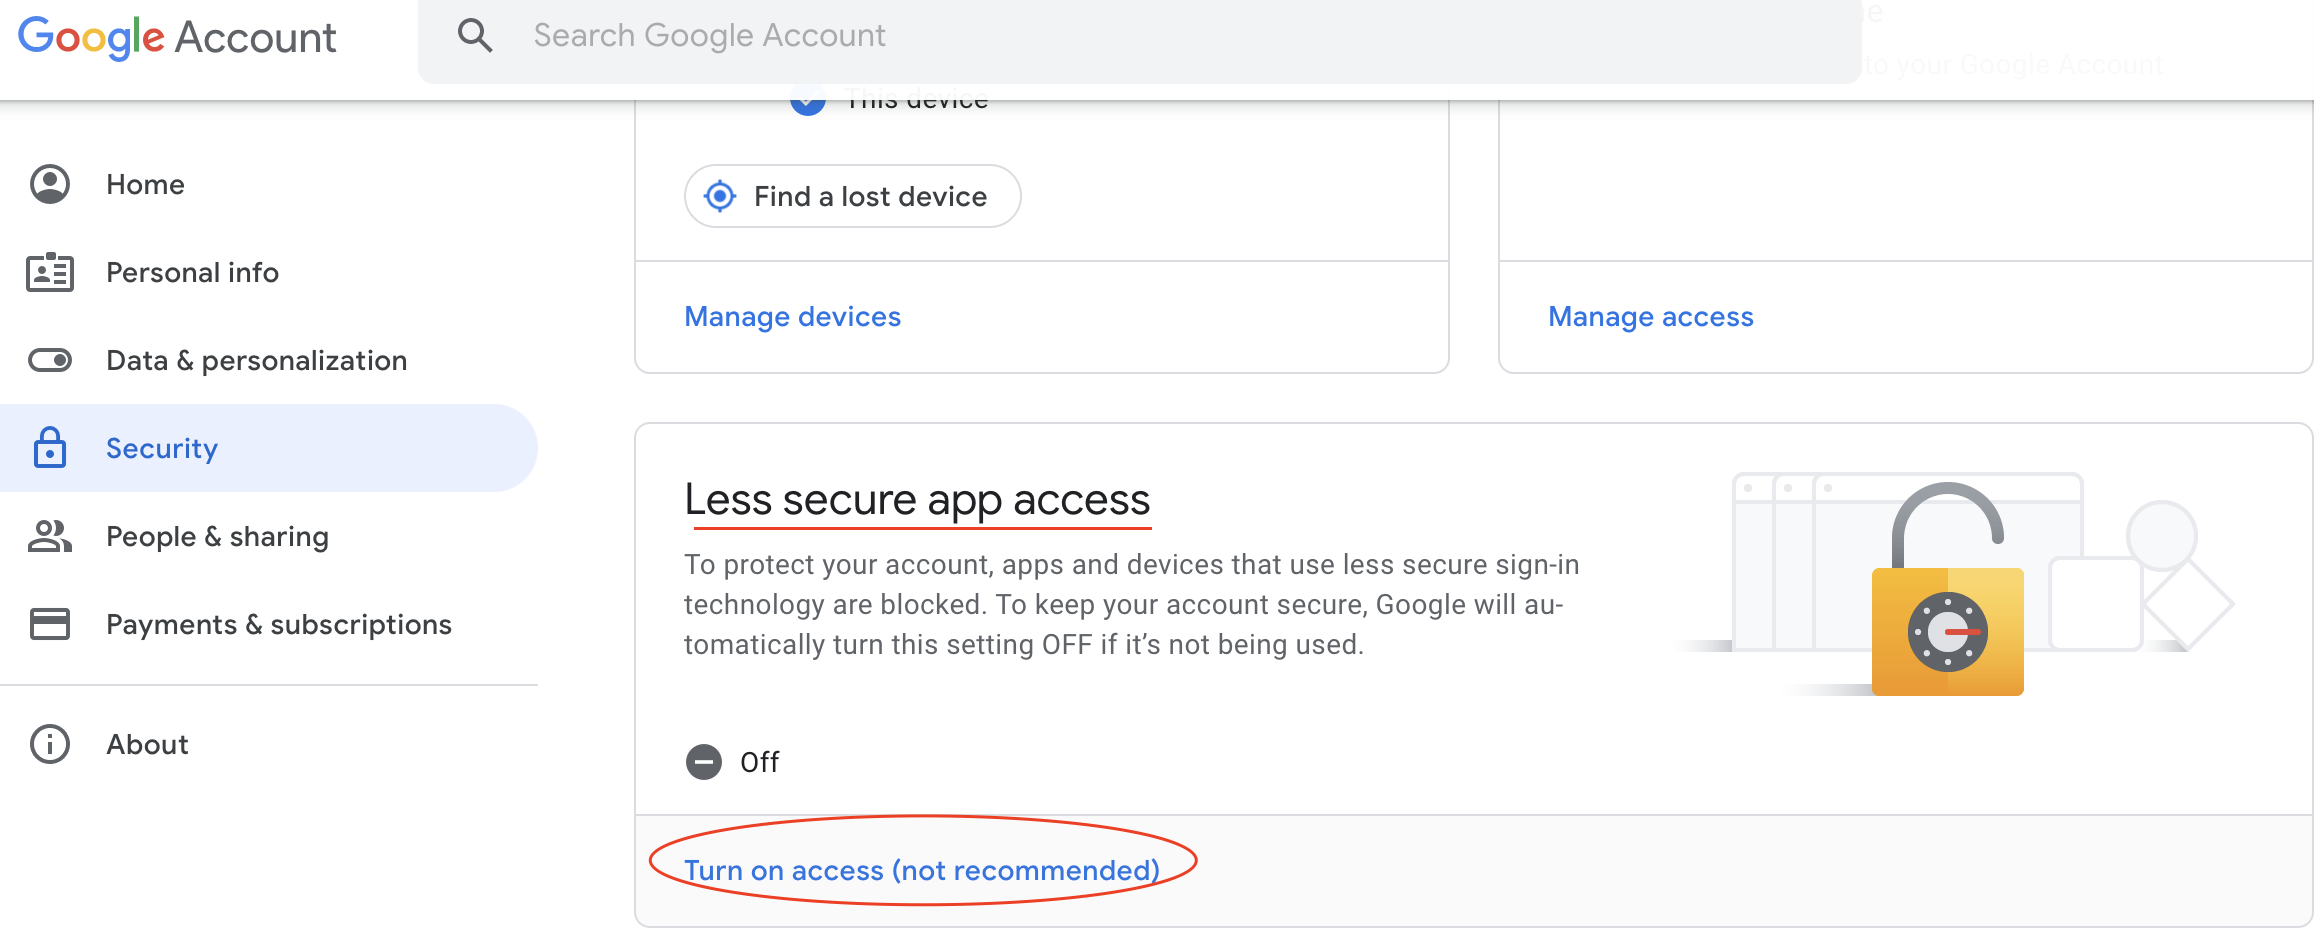 Google Account
Search Google Account
to your Google Account
This device
Home
Find a lost device
Personal info
Manage devices
Manage access
Data & personalization
Security
Less secure app access
People & sharing
To protect your account, apps and devices that use less secure sign-in
technology are blocked. To keep your account secure, Google will au-
tomatically turn this setting OFF if it’s not being used.
Payments & subscriptions
About
Off
Turn on access (not recommended)